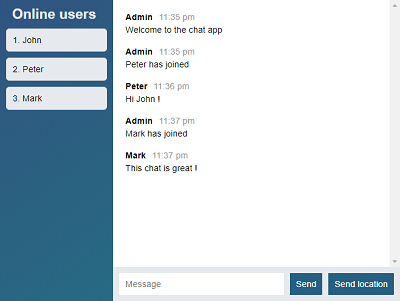 Online users
1. John
2. Peter
3. Mark
Admin 11:35 pm
Welcome to the chat app
Admin 11:35 pm
Peter has joined
Peter 11:36 pm
Hi John !
Admin 11:37 pm
Mark has joined
Mark 11:37 pm
This chat is great !
Message
Send
Send location